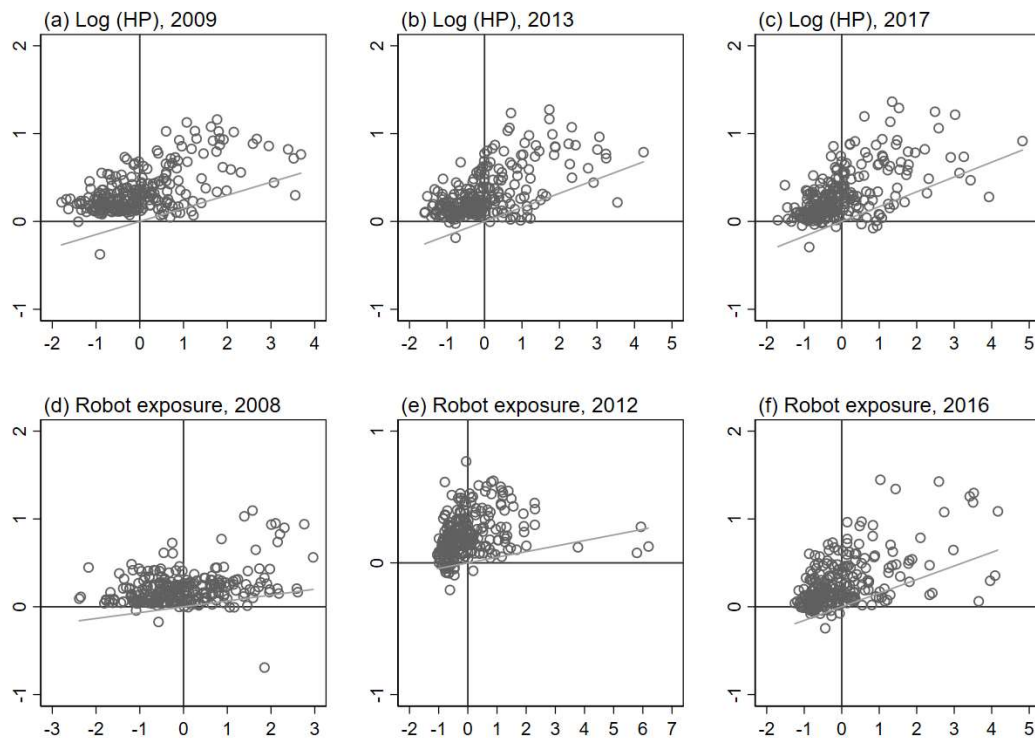 (a) Log (HP), 2009
(b) Log (HP), 2013
(c) Log (HP), 2017
2
1
0
-1
-2 -1 0 1 2 3 4
2
1
0
-1
-2 -1 0 1 2 3 4 5
2
1
0
-1
-2 -1 0 1 2 3 4 5
(d) Robot exposure, 2008
(e) Robot exposure, 2012
(f) Robot exposure, 2016
2
1
0
-1
-3 -2 -1 0 1 2 3
1
0
-1
-2 -1 0 1 2 3 4 5 6 7
2
1
0
-1
-2 -1 0 1 2 3 4 5